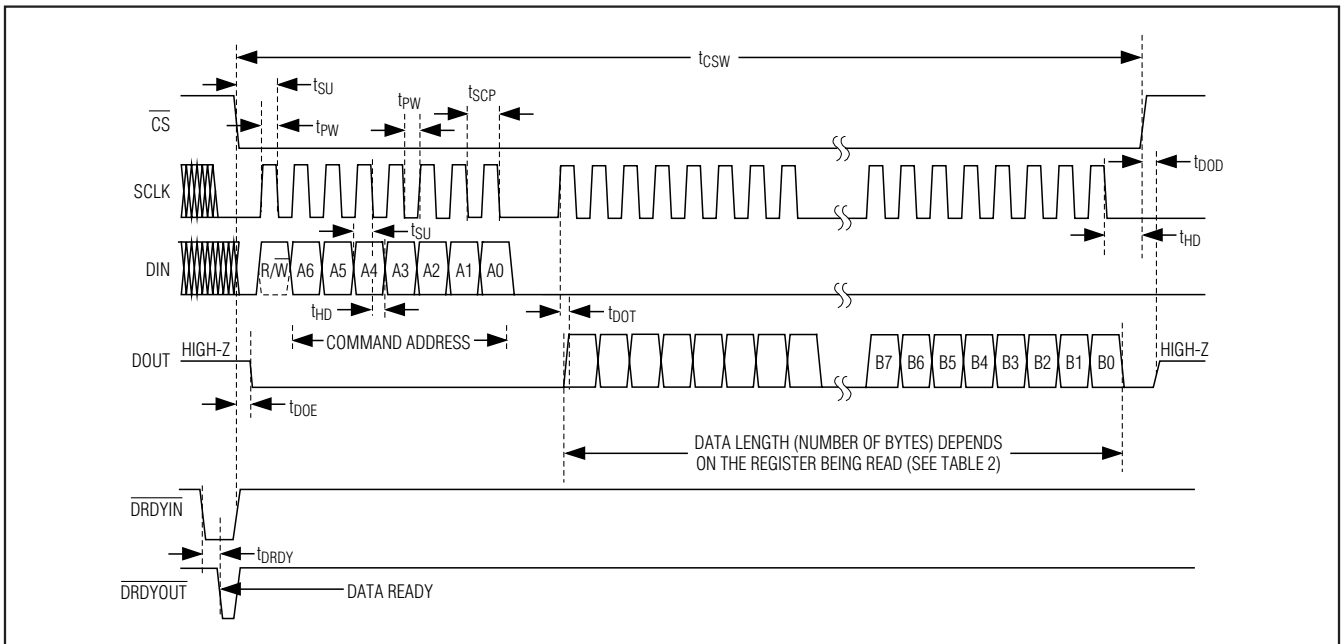 tCSW
tSU
tPW
tSCP
CS
tPW
tDOD
SCLK
tSU
tHD
DIN
R/W A6 A5 A4 A3 A2 A1 A0
tHD
tDOT
COMMAND ADDRESS
HIGH-Z
HIGH-Z
DOUT
B7 B6 B5 B4 B3 B2 B1 B0
tDOE
DATA LENGTH (NUMBER OF BYTES) DEPENDS
ON THE REGISTER BEING READ (SEE TABLE 2)
DRDYIN
tDRDY
DRDYOUT
DATA READY